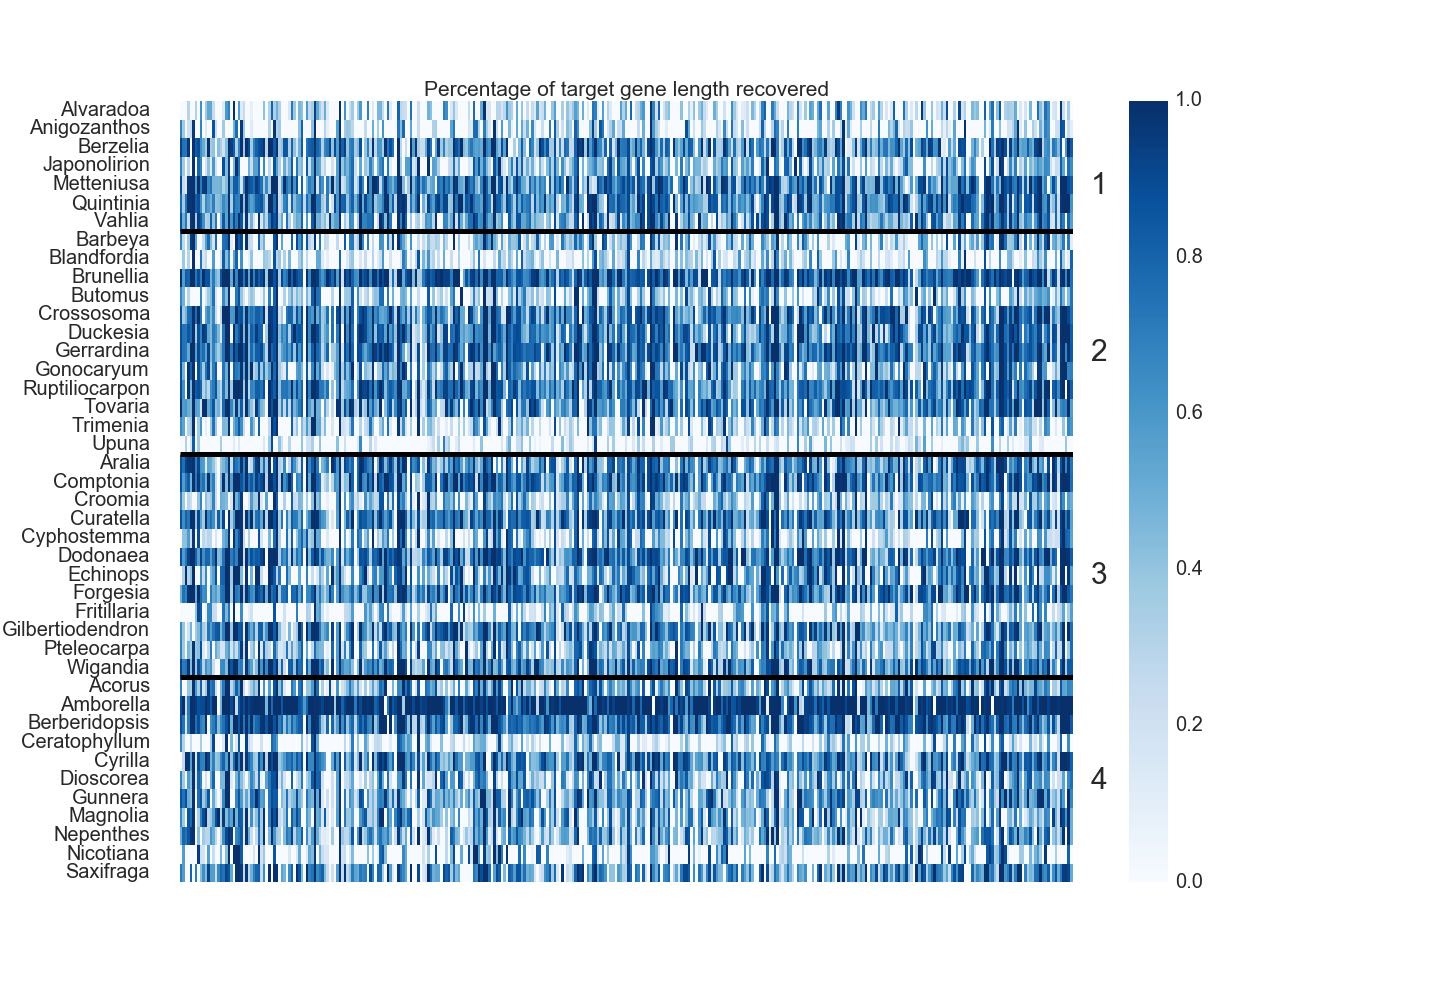 Percentage of target gene length recovered
Alvaradoa
Anigozanthos
Berzelia
Japonolirion
Metteniusa
Quintinia
Vahlia
Barbeya
Blandfordia
Brunellia
Butomus
Crossosoma
Duckesia
Gerrardina
Gonocaryum
Ruptiliocarpon
Tovaria
Trimenia
Upuna
Aralia
Comptonia
Croomia
Curatella
Cyphostemma
Dodonaea
Echinops
Forgesia
Fritillaria
Gilbertiodendron
Pteleocarpa
Wigandia
Acorus
Amborella
Berberidopsis
Ceratophyllum
Cyrilla
Dioscorea
Gunnera
Magnolia
Nepenthes
Nicotiana
Saxifraga
1
2
3
4
1.0
0.8
0.6
0.4
0.2
0.0